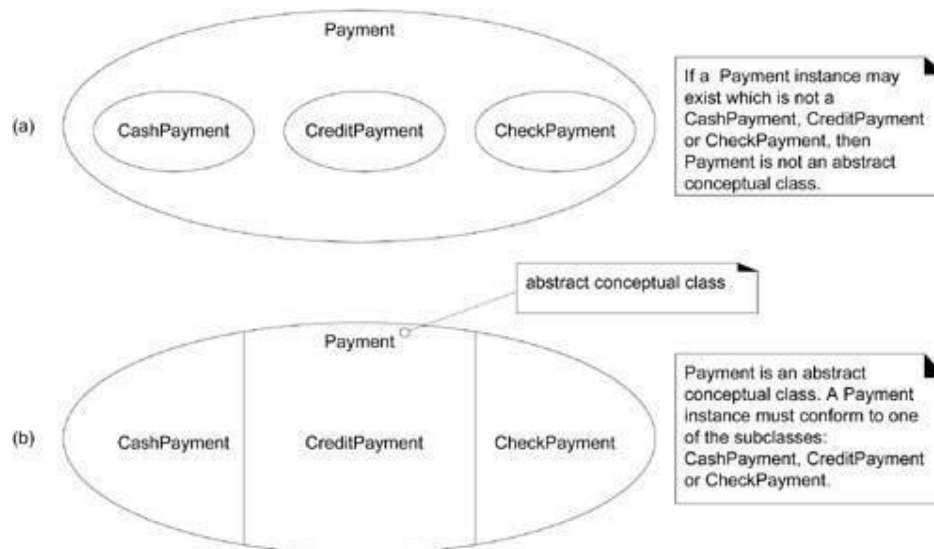 Payment
(a)
CashPayment
CreditPayment
CheckPayment
If a Payment instance may
exist which is not a
CashPayment, CreditPayment
or CheckPayment, then
Payment is not an abstract
conceptual class.
abstract conceptual class
Payment
(b)
CashPayment
CreditPayment
CheckPayment
Payment is an abstract
conceptual class. A Payment
instance must conform to one
of the subclasses:
CashPayment, CreditPayment
or CheckPayment.